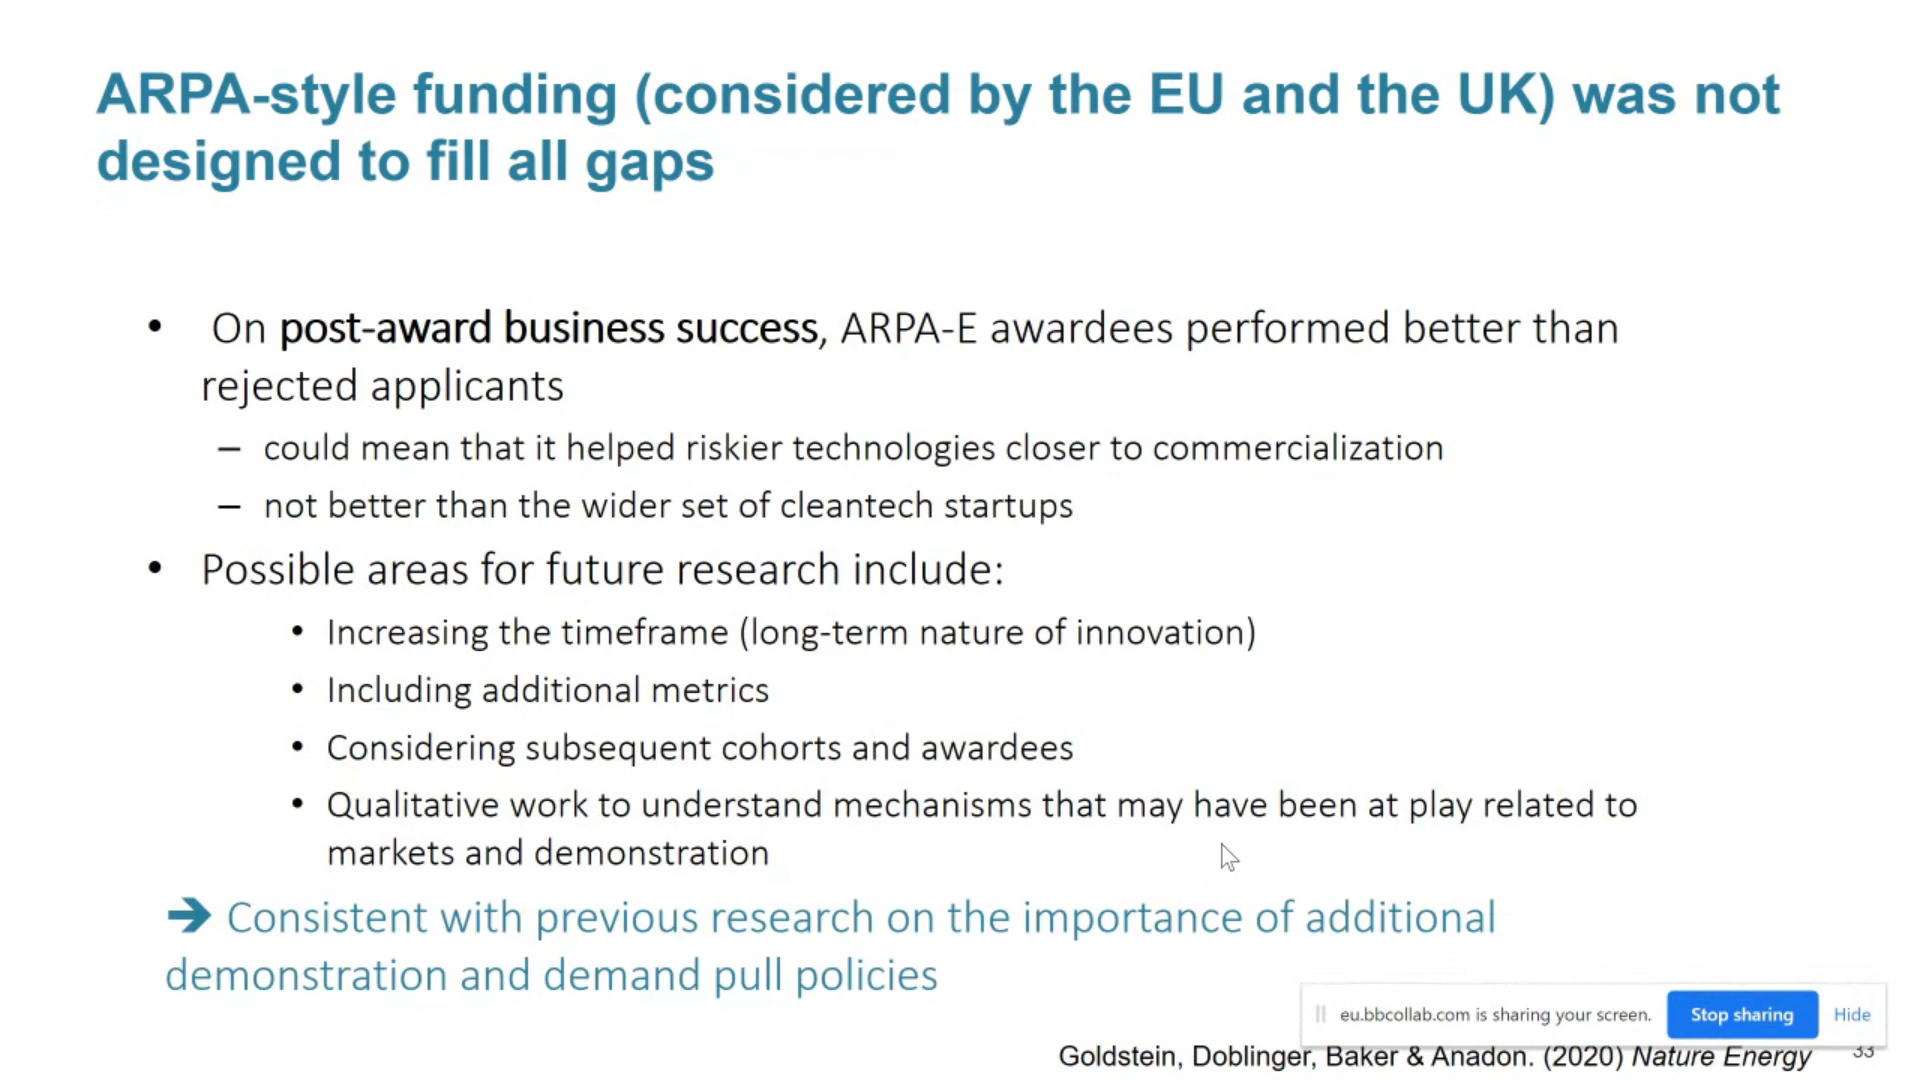 ARPA-style funding (considered by the EU and the UK) was not
designed to fill all gaps
• On post-award business success, ARPA-E awardees performed better than
rejected applicants
– could mean that it helped riskier technologies closer to commercialization
– not better than the wider set of cleantech startups
• Possible areas for future research include:
• Increasing the timeframe (long-term nature of innovation)
• Including additional metrics
• Considering subsequent cohorts and awardees
• Qualitative work to understand mechanisms that may have been at play related to
markets and demonstration
➔ Consistent with previous research on the importance of additional
demonstration and demand pull policies
eu.bbcollab.com is sharing your screen. Stop sharing Hide
Goldstein, Doblinger, Baker & Anadon. (2020) Nature Energy 33